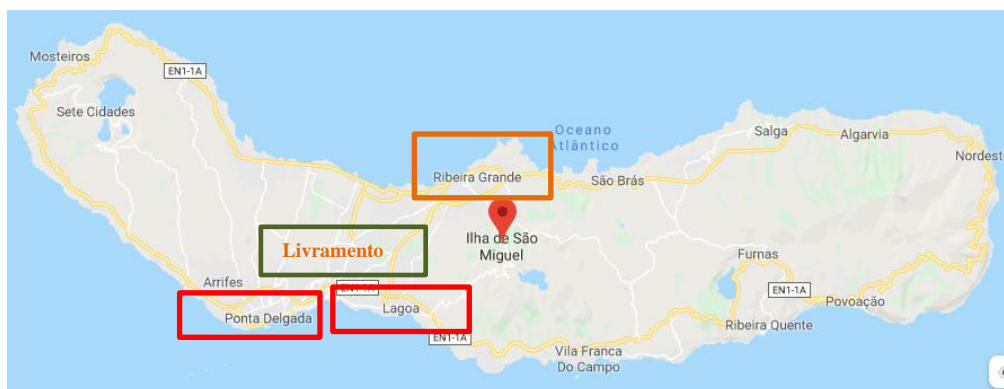 Mosteiros
EN1-1A
Sete Cidades
Oceano
Atlântico
Salga
Algarvia
Nordeste
Ribeira Grande
São Brás
Livramento
Ilha de São
Miguel
Furnas
Arrifes
EN1-1A
EN1-1A
Povoação
Ponta Delgada
Lagoa
Ribeira Quente
EN1-1A
Vila Franca
Do Campo